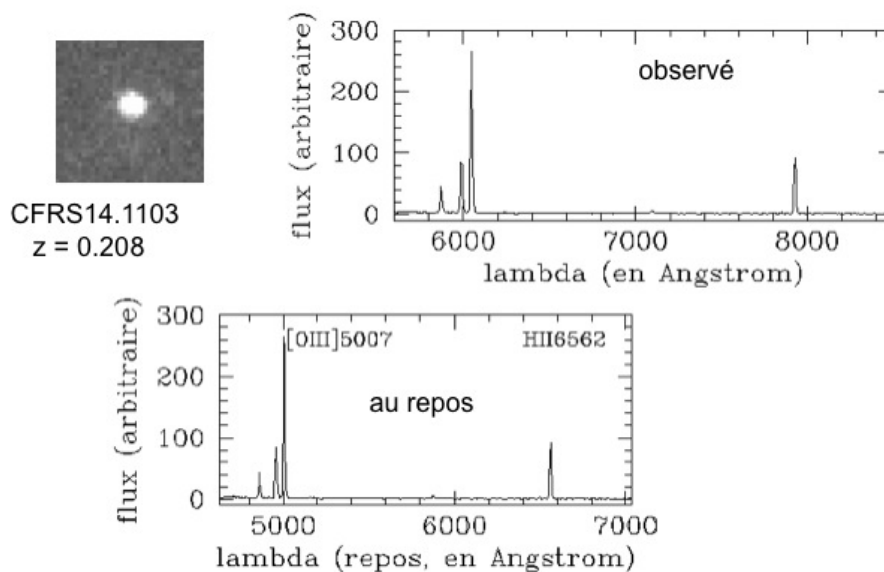 CFRS14.1103
z = 0.208
flux (arbitraire)
300
200
100
0
observé
6000 7000 8000
lambda (en Angstrom)
flux (arbitraire)
300
200
100
0
[OIII]5007 HII6562
au repos
5000 6000 7000
lambda (repos, en Angstrom)